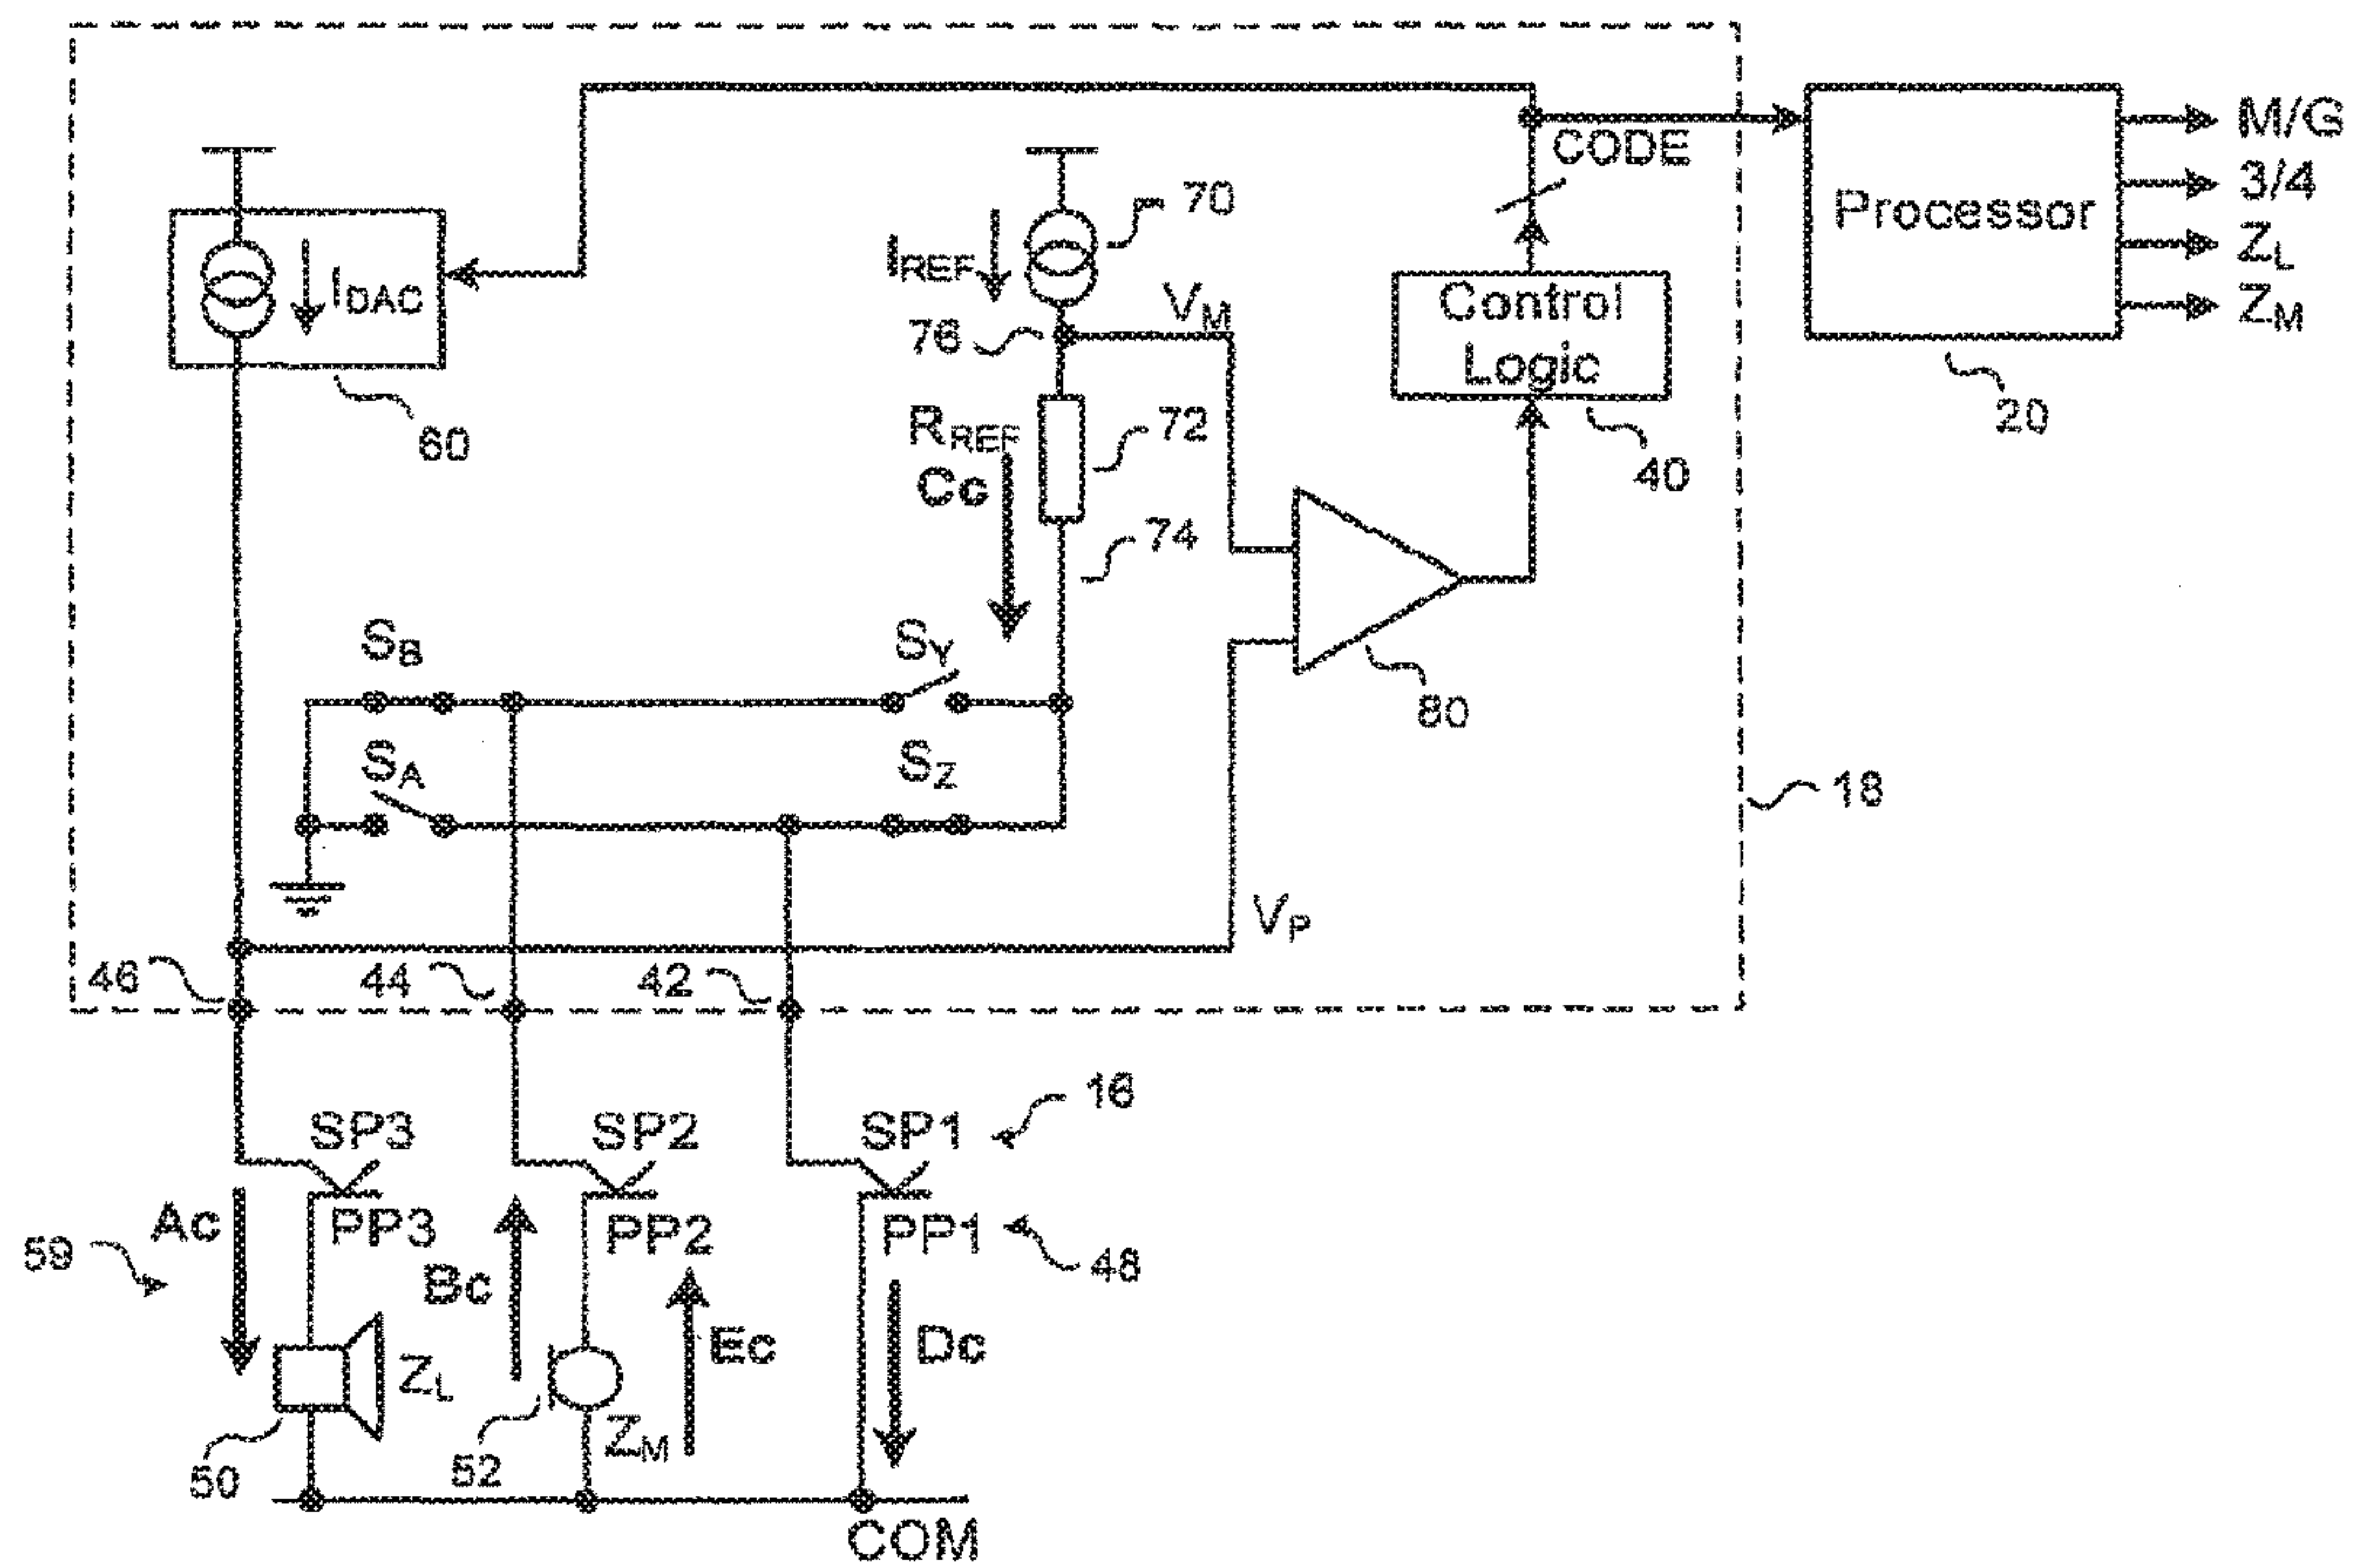 M/G
CODE
3/4
Processor
Z_L
Z_M
70
I_REF
I_DAC
V_M
Control
Logic
76
20
60
R_REF
72
40
C_G
74
S_B
S_Y
80
S_A
S_Z
18
V_P
46
44
42
16
SP3
SP2
SP1
Ac
PP3
PP2
PP1
59
48
Bc
Ec
Dc
Z_L
Z_M
50
52
COM